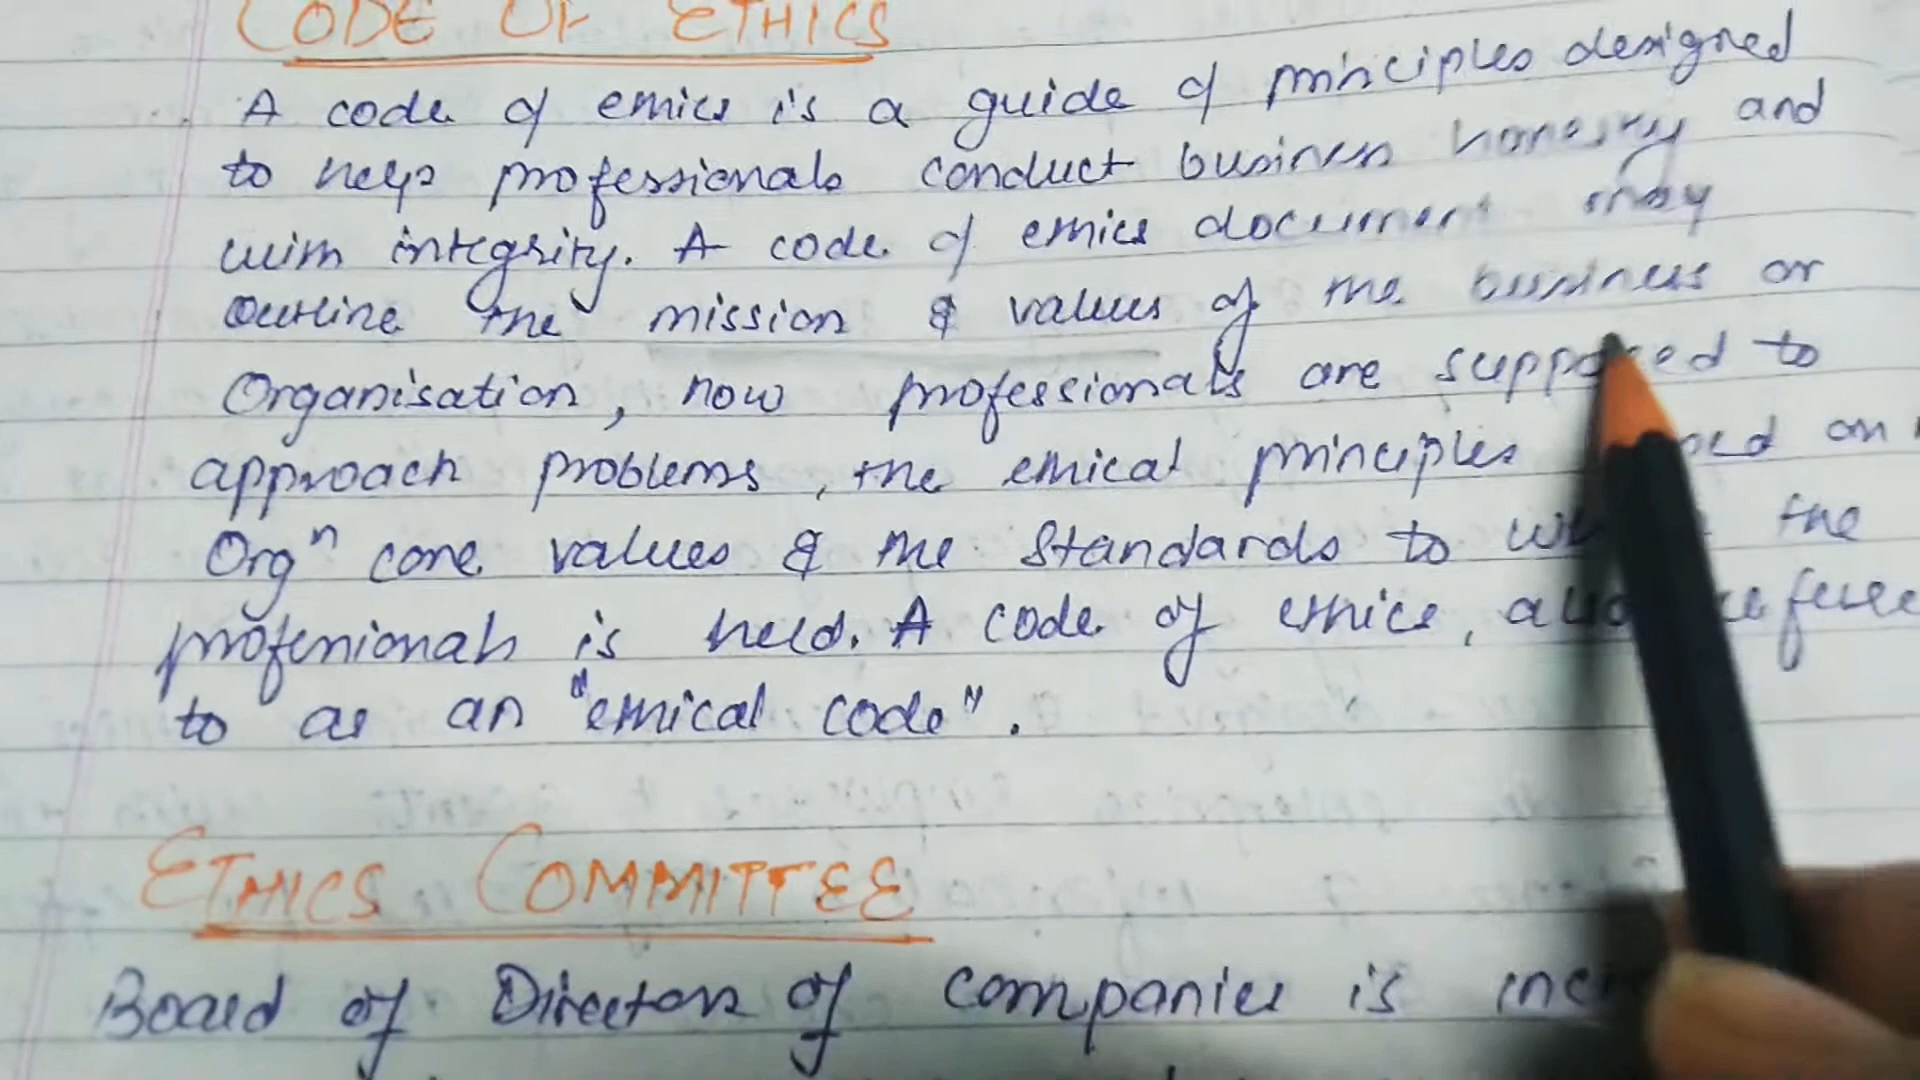 CODE OF ETHICS
A code of ethics is a guide of principles designed
to help professionals conduct business honestly and
with integrity. A code of ethics document may
outline the mission & values of the business or
Organisation, how professionals are supposed to
approach problems, the ethical principles on
Orgⁿ core values & the standards to the
professionals is held. A code of ethics,
to as an "ethical code".
ETHICS COMMITTEE
Board of Directors of companies is